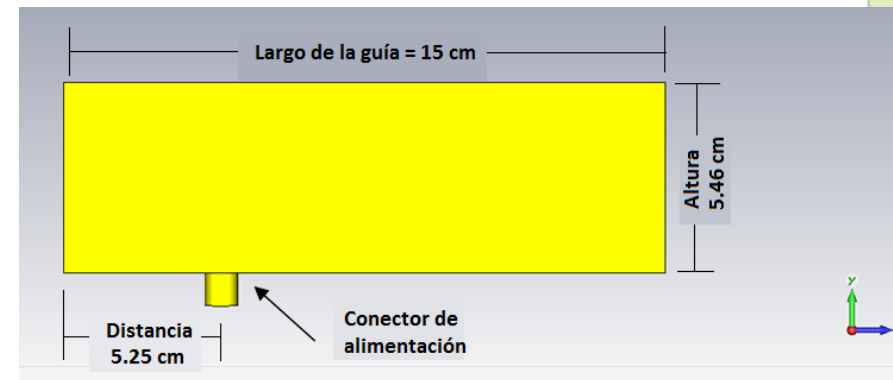 Largo de la guía = 15 cm
Altura
5.46 cm
Conector de
alimentación
Distancia
5.25 cm
y